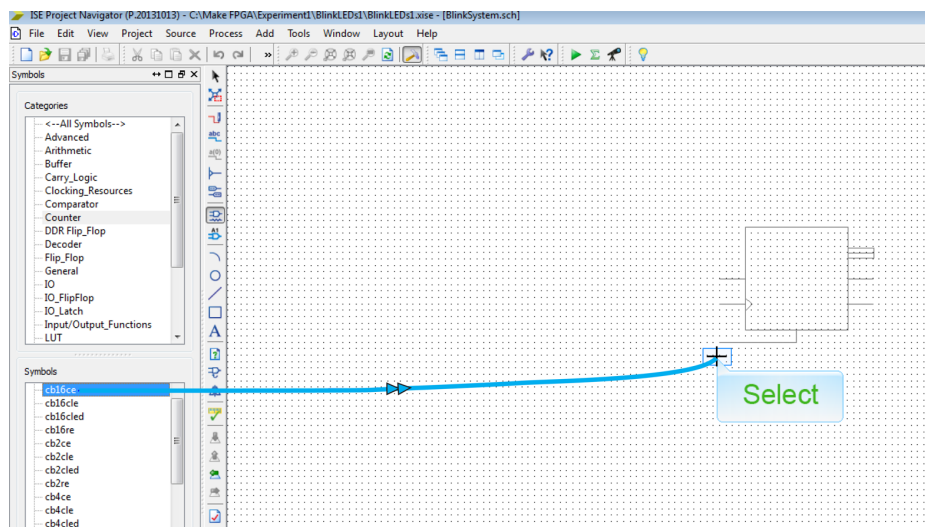 ISE Project Navigator (P.20131013) - C:\Make FPGA\Experiment1\BlinkLEDs1\BlinkLEDs1.xise - [BlinkSystem.sch]
File Edit View Project Source Process Add Tools Window Layout Help
Symbols
Categories
<--All Symbols-->
Advanced
Arithmetic
Buffer
Carry_Logic
Clocking_Resources
Comparator
Counter
DDR Flip_Flop
Decoder
Flip_Flop
General
IO
IO_FlipFlop
IO_Latch
Input/Output_Functions
LUT
Symbols
cb16ce
cb16cle
cb16cled
cb16re
cb2ce
cb2cle
cb2cled
cb2re
cb4ce
cb4cle
cb4cled
abc
A1
A
Select